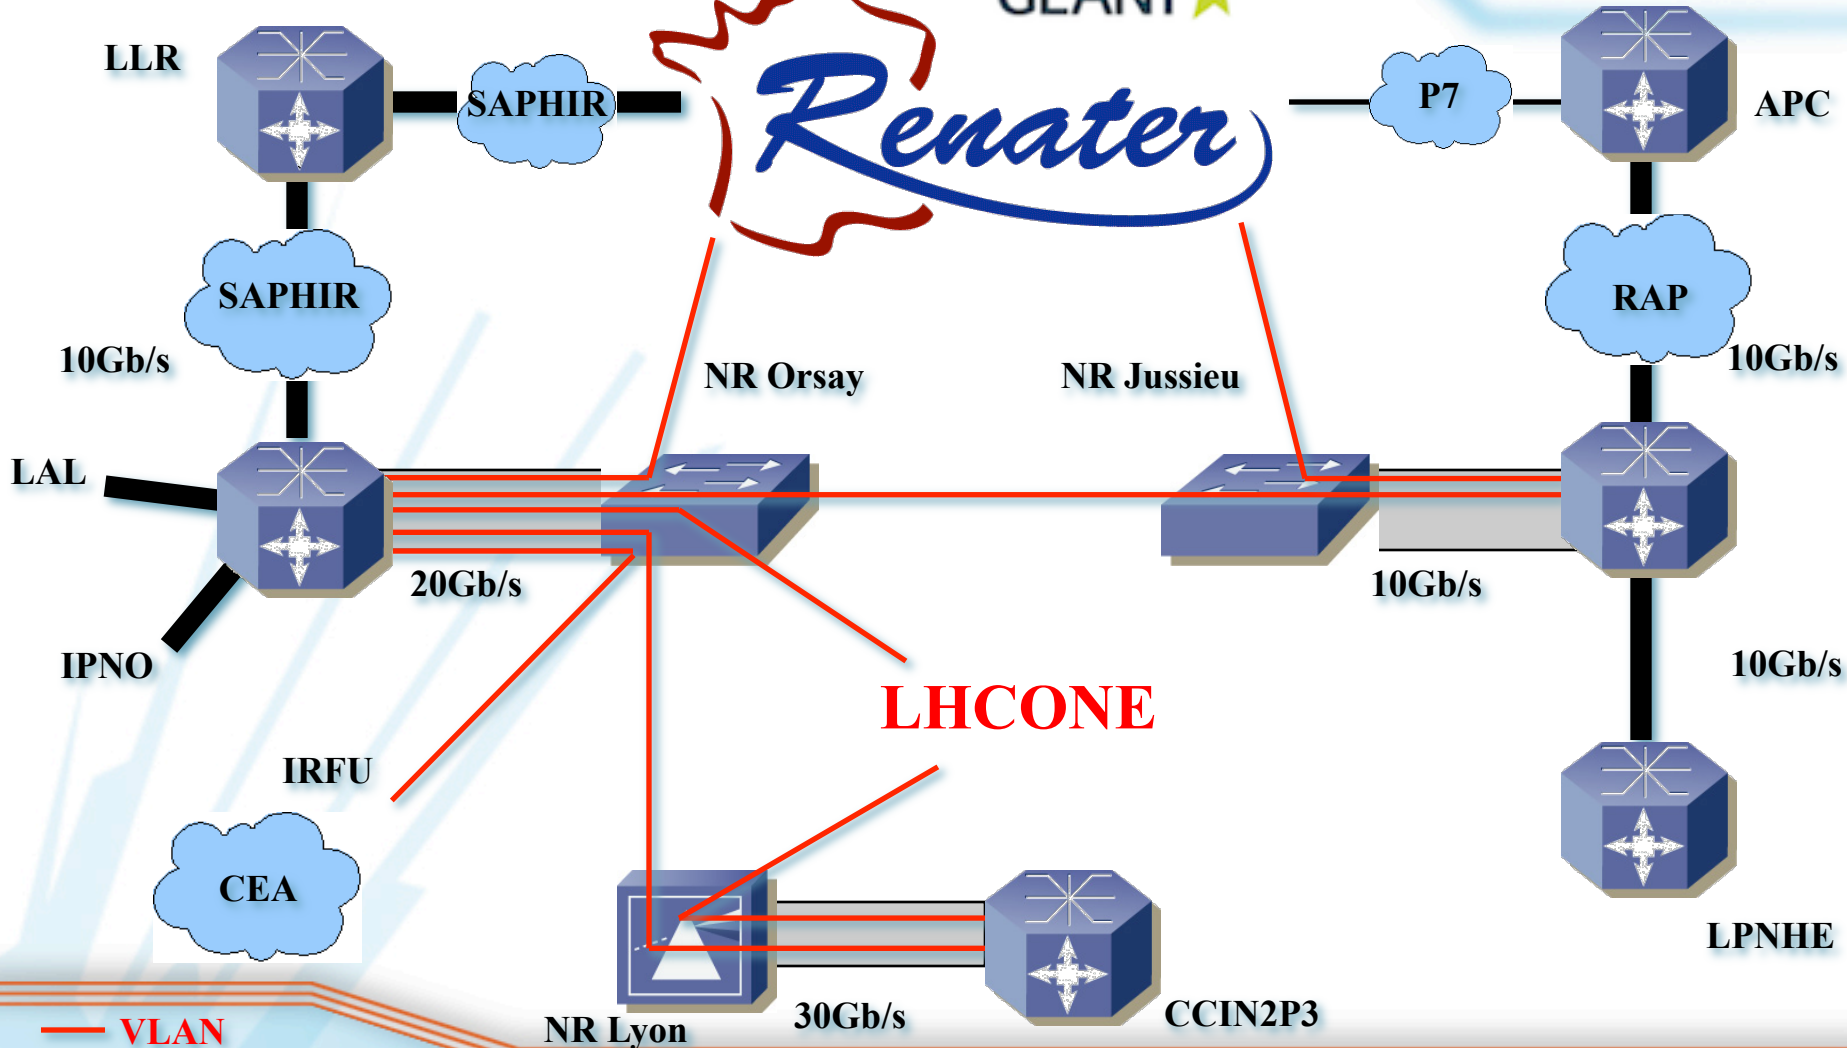 GEANT
LLR
SAPHIR
Renater
P7
APC
SAPHIR
RAP
10Gb/s
NR Orsay
NR Jussieu
10Gb/s
LAL
20Gb/s
10Gb/s
IPNO
10Gb/s
LHCONE
IRFU
CEA
LPNHE
30Gb/s
CCIN2P3
NR Lyon
VLAN